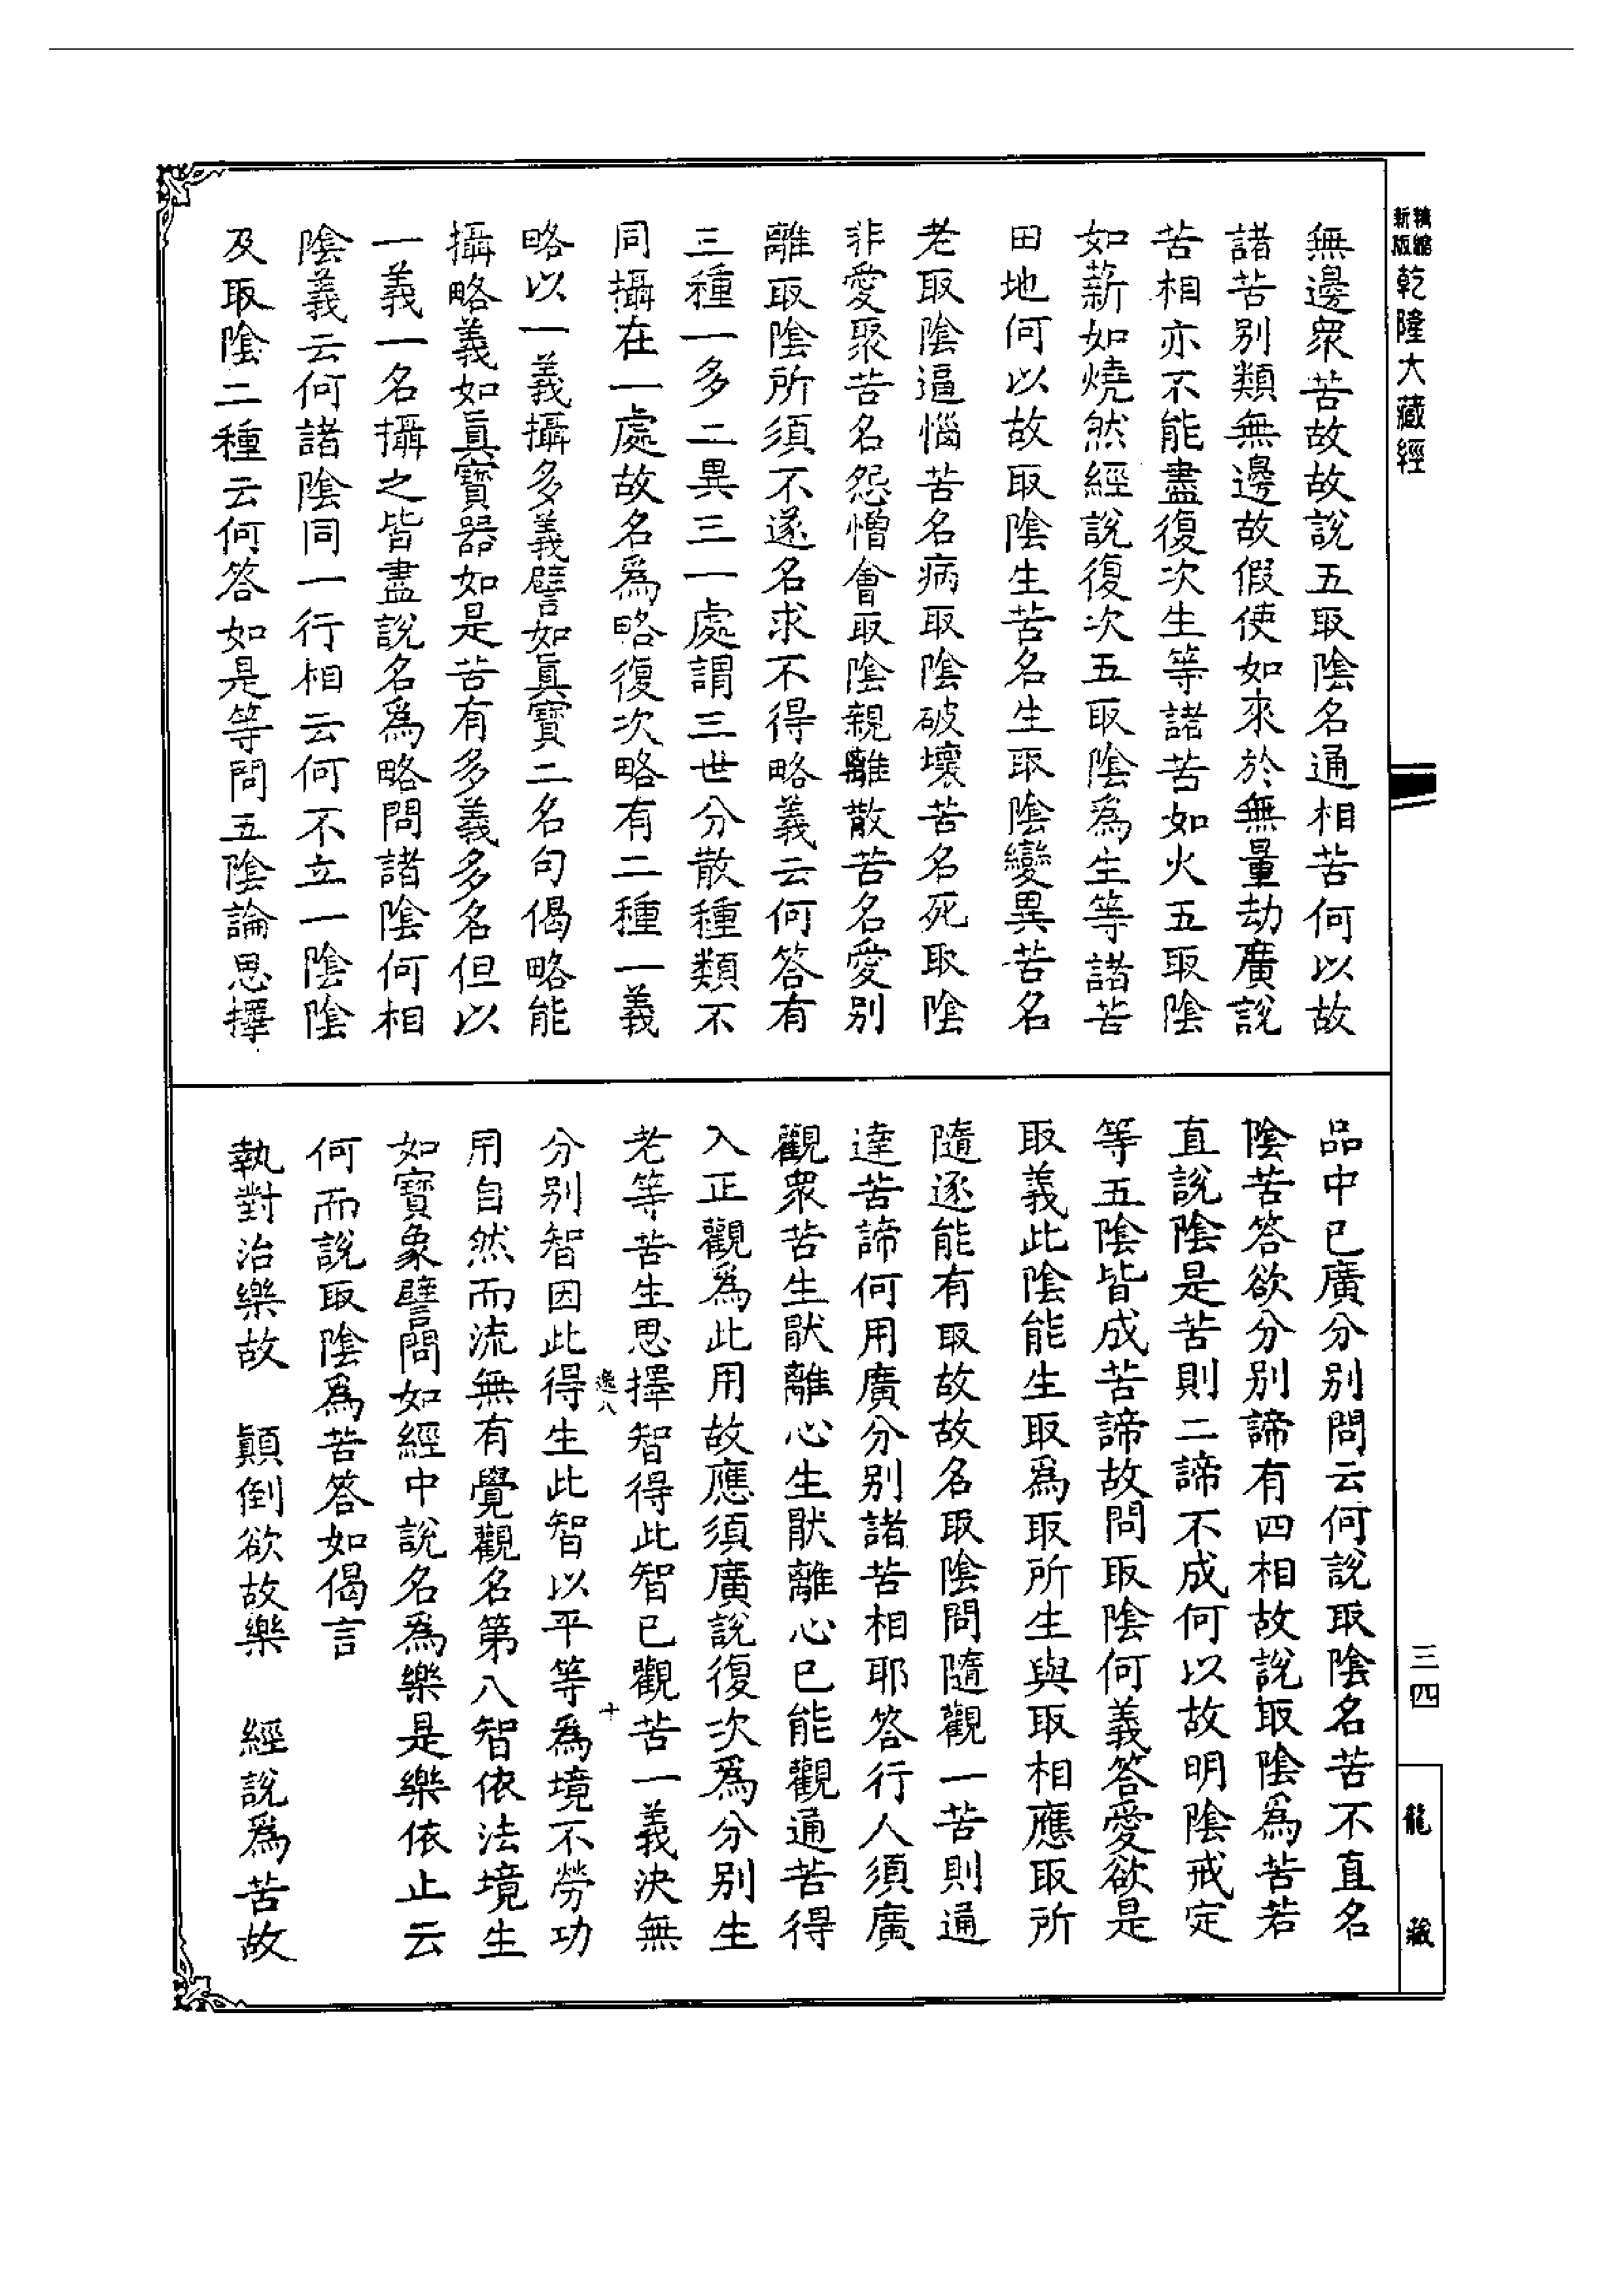 精縮新版乾隆大藏經
無邊衆苦故故說五取陰名通相苦何以故
諸苦別類無邊故假使如來於無量劫廣說
苦相亦不能盡復次生等諸苦如火五取陰
如薪如燒然經說復次五取陰爲生等諸苦
田地何以故取陰生苦名生取陰變異苦名
老取陰逼惱苦名病取陰破壞苦名死取陰
非愛聚苦名怨憎會取陰親離散苦名愛別
離取陰所須不遂名求不得略義云何答有
三種一多二異三一處謂三世分散種類不
同攝在一處故名爲略復次略有二種一義
略以一義攝多義譬如眞寶二名句偈略能
攝略義如眞寶器如是苦有多義多名但以
一義一名攝之皆盡說名爲略問諸陰何相
陰義云何諸陰同一行相云何不立一陰陰
及取陰二種云何答如是等問五陰論思擇
品中已廣分別問云何說取陰名苦不直名
陰苦答欲分別諦有四相故說取陰爲苦若
直說陰是苦則二諦不成何以故明陰戒定
等五陰皆成苦諦故問取陰何義答愛欲是
取義此陰能生取爲取所生與取相應取所
隨逐能有取故故名取陰問隨觀一苦則通
達苦諦何用廣分別諸苦相耶答行人須廣
觀衆苦生厭離心生厭離心已能觀通苦得
入正觀爲此用故應須廣說復次爲分別生
老等苦生思擇智得此智已觀苦一義決無
逸八 十
分別智因此得生此智以平等爲境不勞功
用自然而流無有覺觀名第八智依法境生
如寶象譬問如經中說名爲樂是樂依止云
何而說取陰爲苦答如偈言
執對治樂故 顚倒欲故樂 經說爲苦故
三四
龍藏